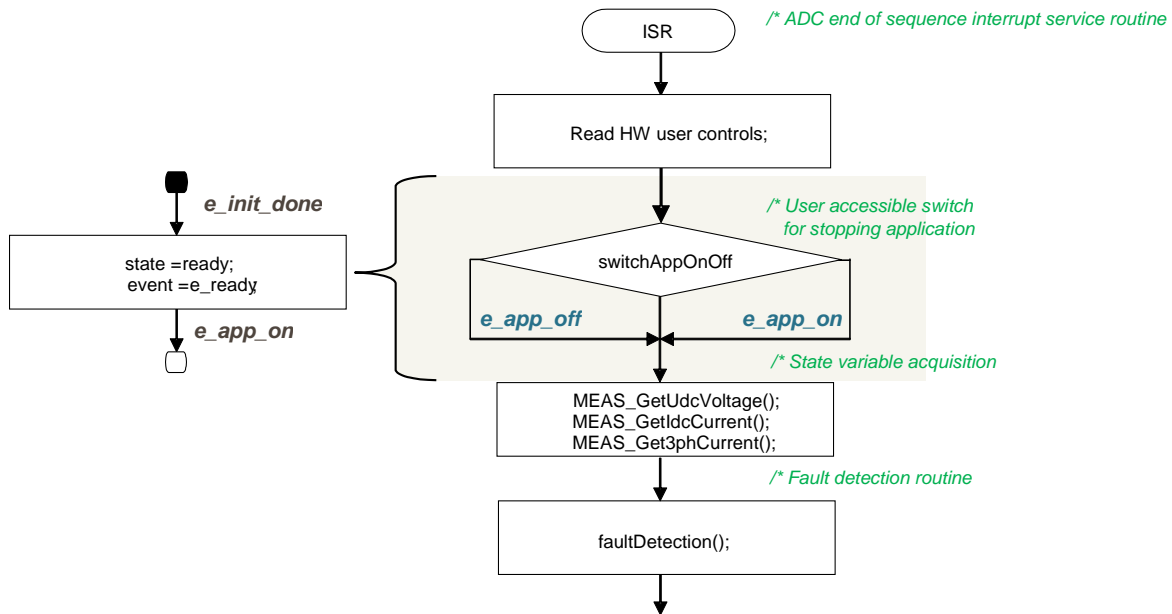 /* ADC end of sequence interrupt service routine
ISR
Read HW user controls;
e_init_done
/* User accessible switch
for stopping application
state =ready;
event =e_ready;
switchAppOnOff
e_app_off
e_app_on
e_app_on
/* State variable acquisition
MEAS_GetUdcVoltage();
MEAS_GetIdcCurrent();
MEAS_Get3phCurrent();
/* Fault detection routine
faultDetection();